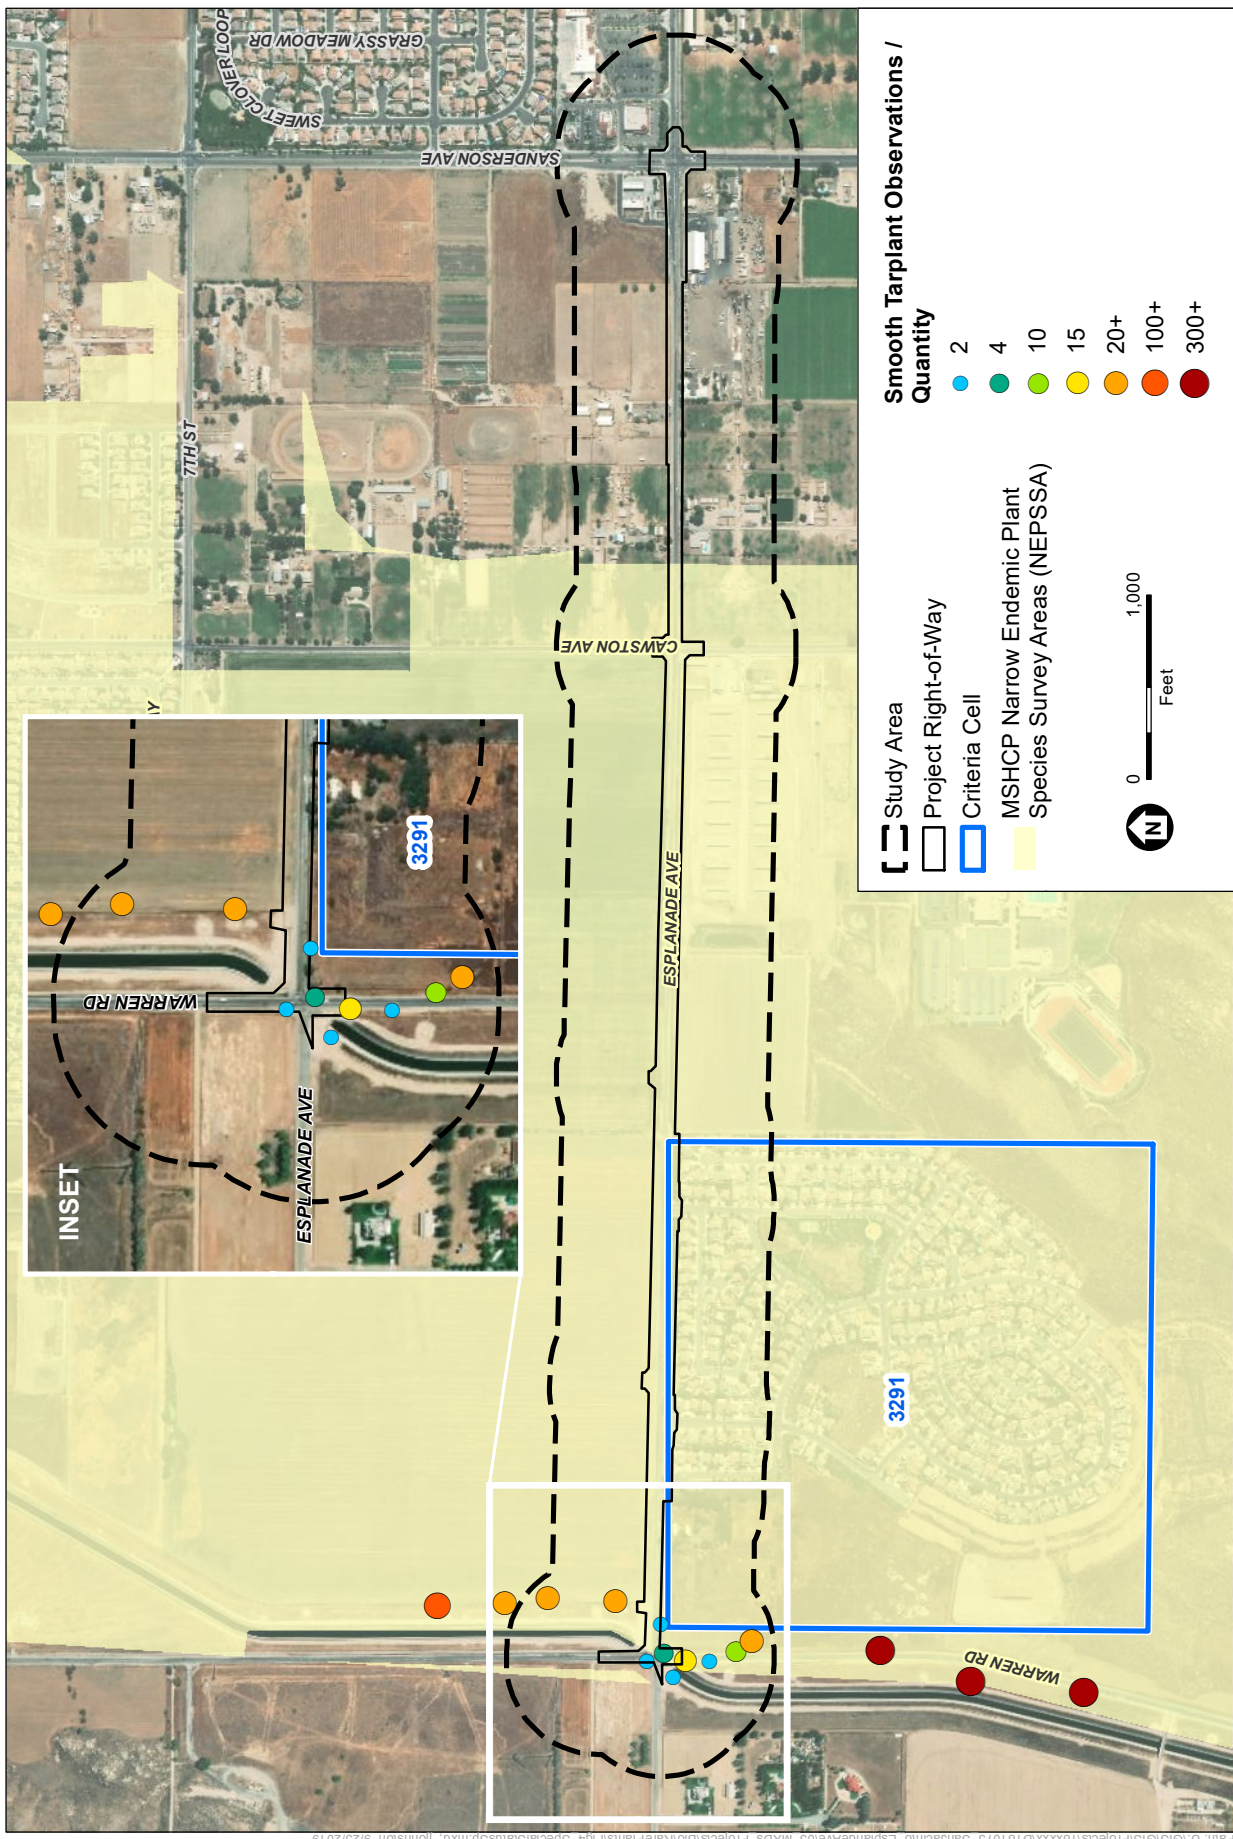 GRASSY MEADOW DR
SWEET CLOVER LOOP
SANDERSON AVE
7TH ST
CAWSTON AVE
ESPLANADE AVE
3291
WARREN RD
INSET
WARREN RD
ESPLANADE AVE
3291
Study Area
Project Right-of-Way
Criteria Cell
MSHCP Narrow Endemic Plant
Species Survey Areas (NEPSSA)
Smooth Tarplant Observations /
Quantity
2
4
10
15
20+
100+
300+
N
0
1,000
Feet